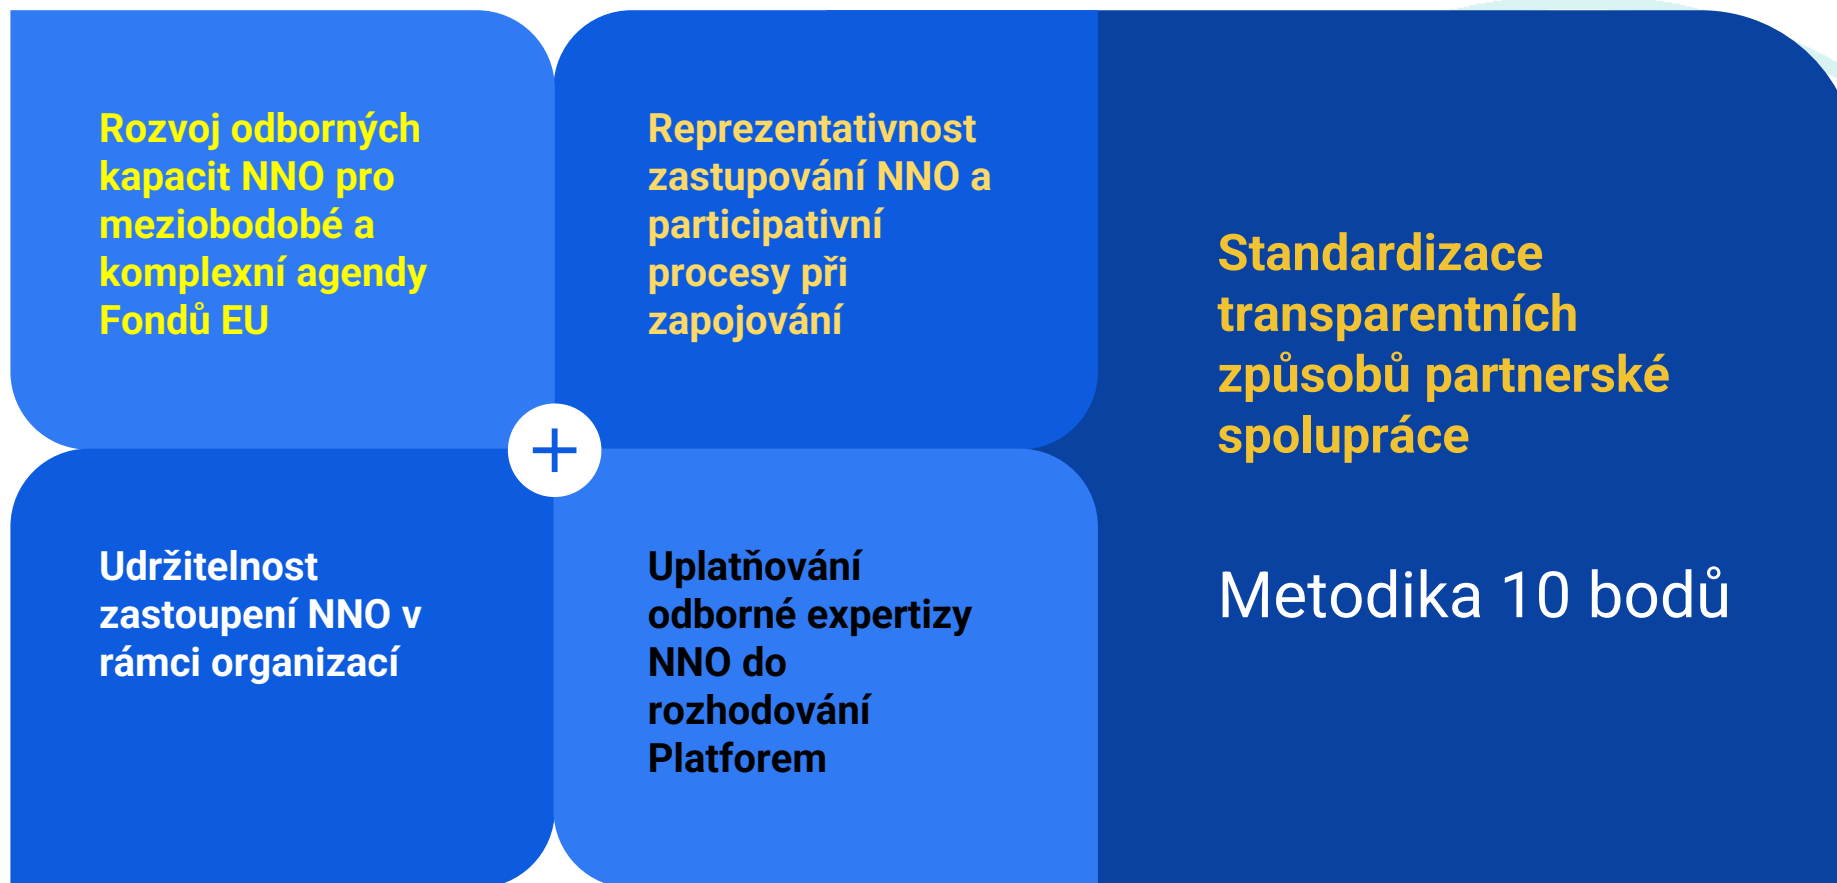 Rozvoj odborných
kapacit NNO pro
meziobodobé a
komplexní agendy
Fondů EU
Reprezentativnost
zastupování NNO a
participativní
procesy při
zapojování
Udržitelnost
zastoupení NNO v
rámci organizací
Uplatňování
odborné expertizy
NNO do
rozhodování
Platforem
Standardizace
transparentních
způsobů partnerské
spolupráce
Metodika 10 bodů